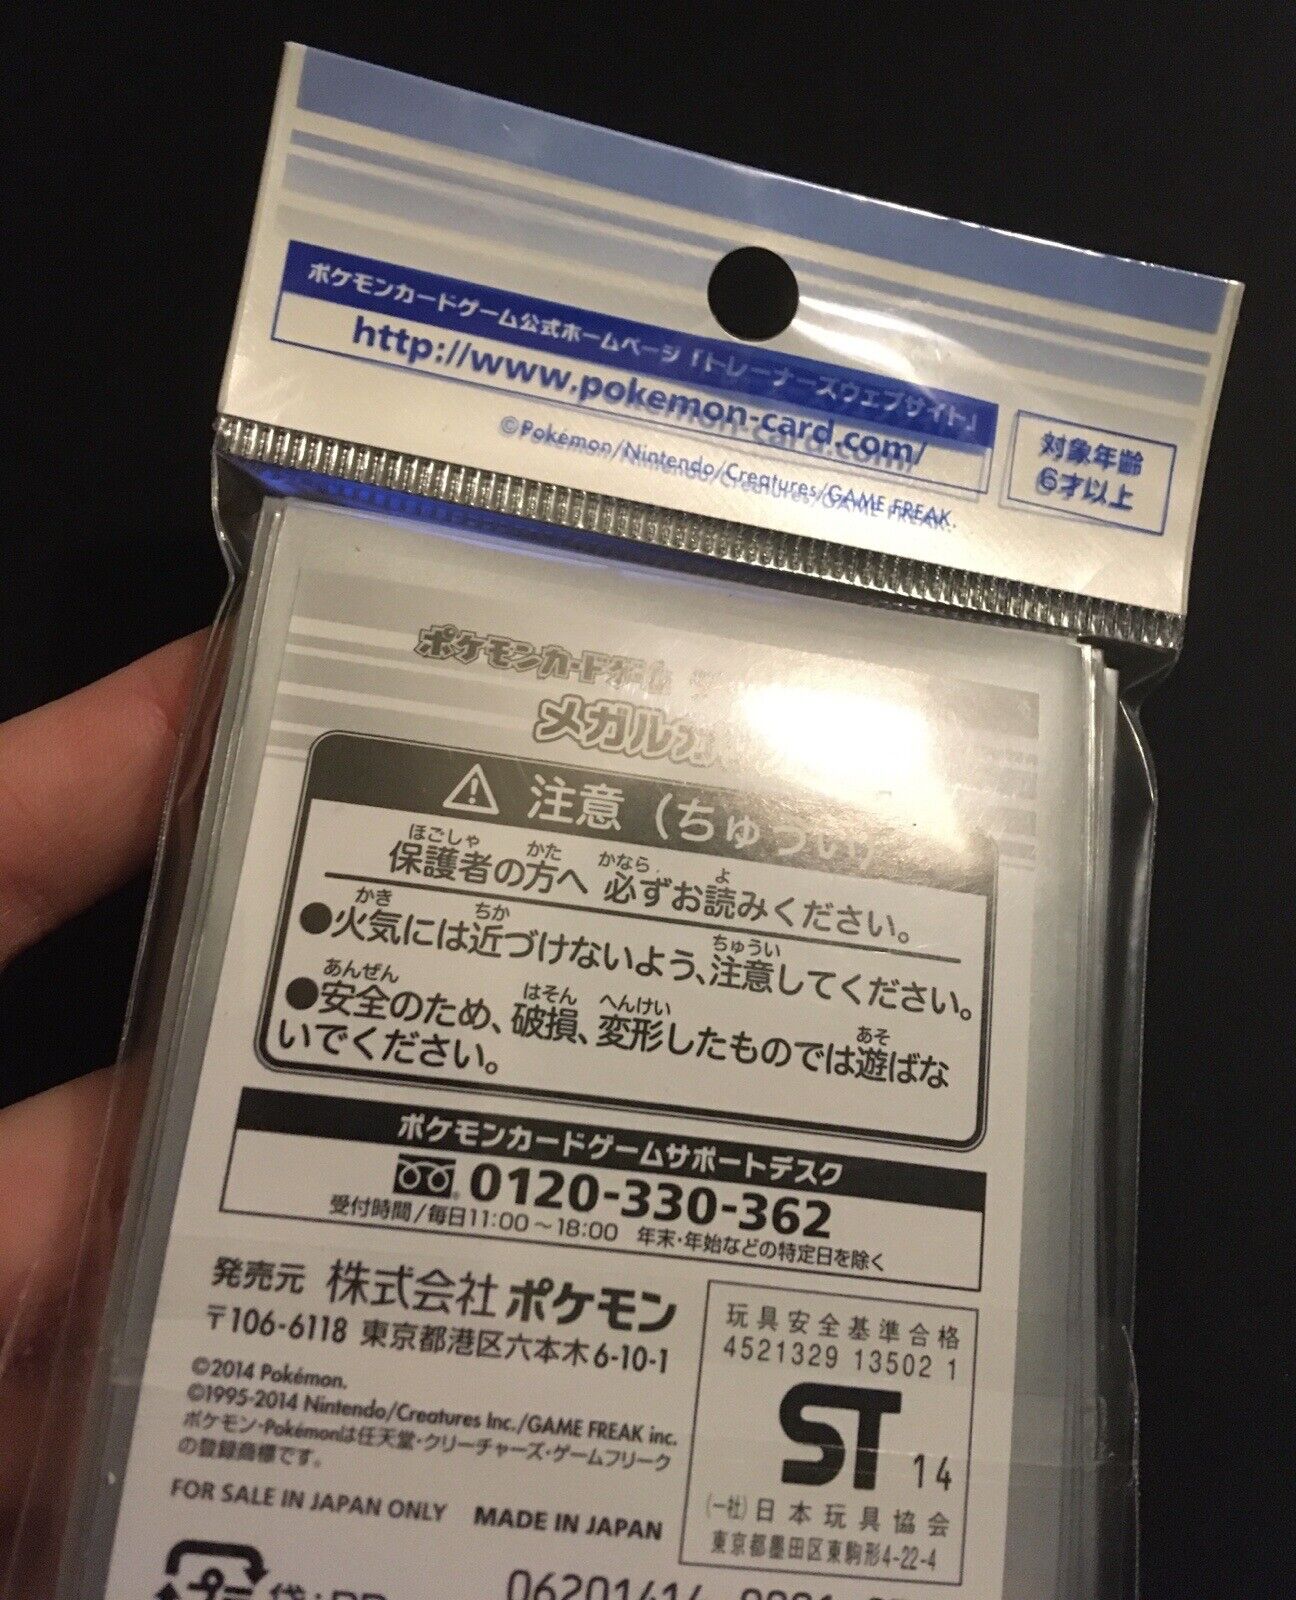 ポケモンカードゲーム公式ホームページ「トレーナーズウェブサイト」
http://www.pokemon-card.com/
©Pokémon/Nintendo/Creatures/GAME FREAK.
対象年齢
6才以上
ポケモンカードゲーム
メガルカ
注意（ちゅうい）
ほごしゃ かた かなら よ
保護者の方へ 必ずお読みください。
かき ちか ちゅうい
●火気には近づけないよう、注意してください。
あんぜん はそん へんけい あそ
●安全のため、破損、変形したものでは遊ばな
いでください。
ポケモンカードゲームサポートデスク
0120-330-362
受付時間/毎日11:00～18:00 年末・年始などの特定日を除く
発売元 株式会社 ポケモン
〒106-6118 東京都港区六本木6-10-1
©2014 Pokémon.
©1995-2014 Nintendo/Creatures Inc./GAME FREAK inc.
ポケモン・Pokémonは任天堂・クリーチャーズ・ゲームフリーク
の登録商標です。
FOR SALE IN JAPAN ONLY MADE IN JAPAN
玩具安全基準合格
4521329 13502 1
ST 14
(一社)日本玩具協会
東京都墨田区東駒形4-22-4